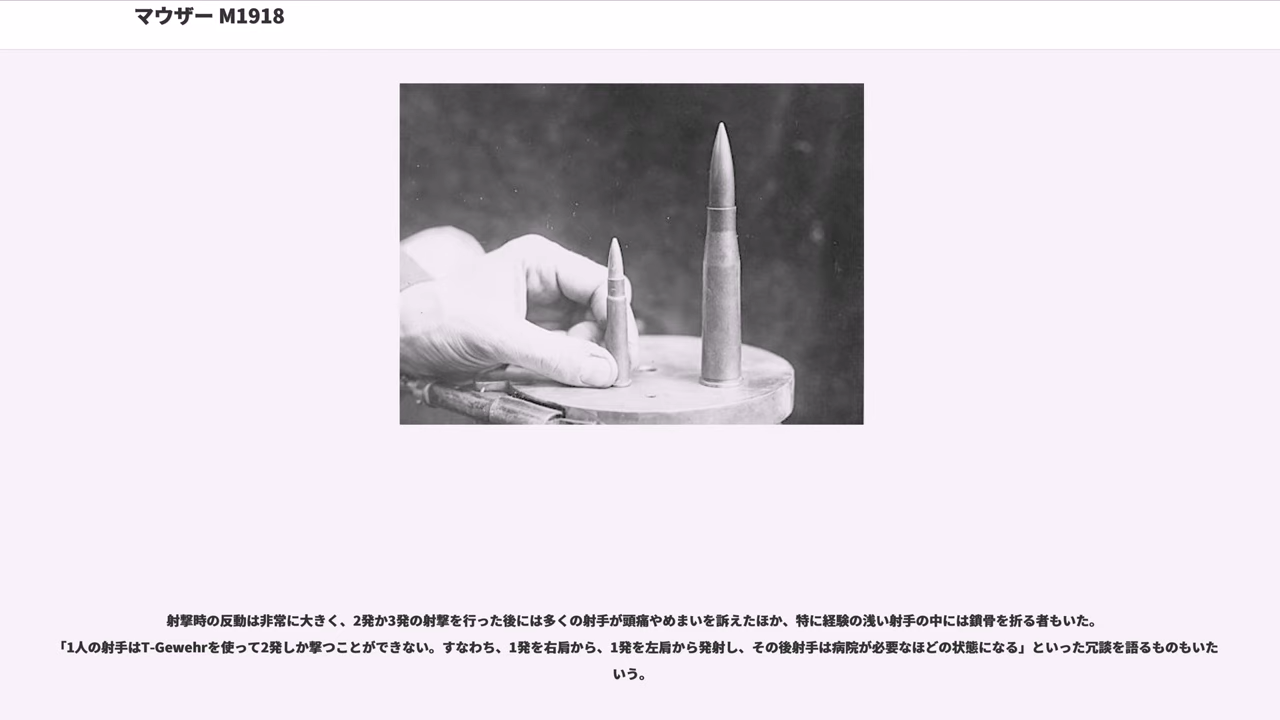 マウザー M1918
射撃時の反動は非常に大きく、2発か3発の射撃を行った後には多くの射手が頭痛やめまいを訴えたほか、特に経験の浅い射手の中には鎖骨を折る者もいた。
「1人の射手はT-Gewehrを使って2発しか撃つことができない。すなわち、1発を右肩から、1発を左肩から発射し、その後射手は病院が必要なほどの状態になる」といった冗談を語るものもいた
いう。